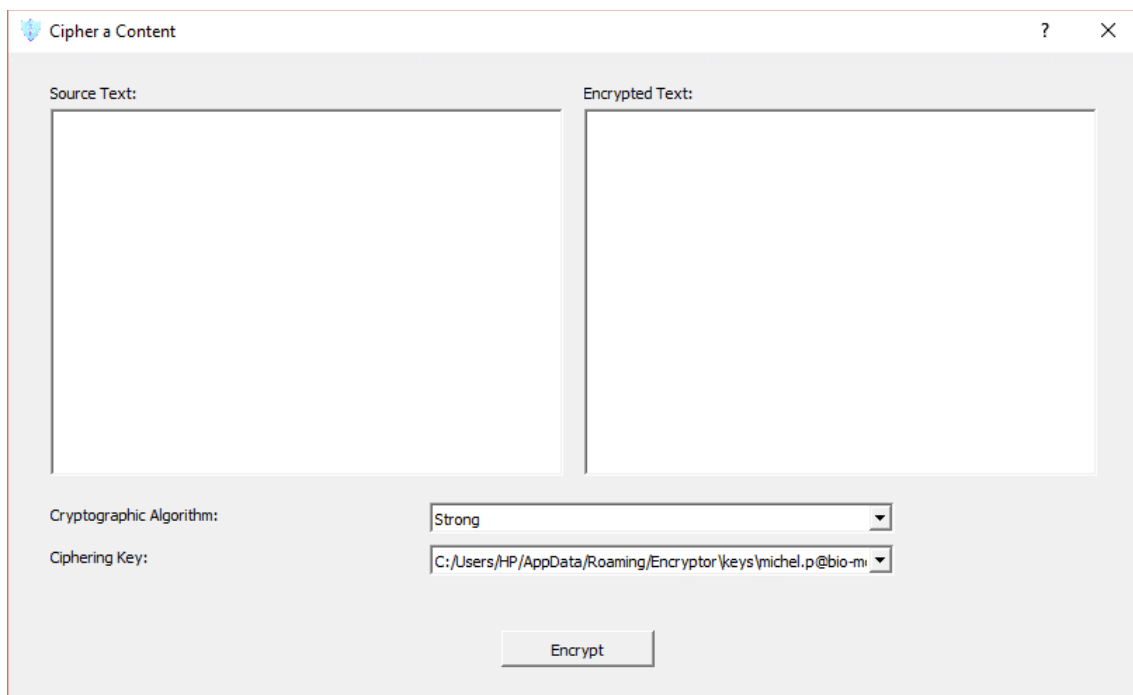 Cipher a Content
?
Source Text:
Encrypted Text:
Cryptographic Algorithm:
Strong
Ciphering Key:
C:/Users/HP/AppData/Roaming/Encryptor\keys\michel.p@bio-m
Encrypt